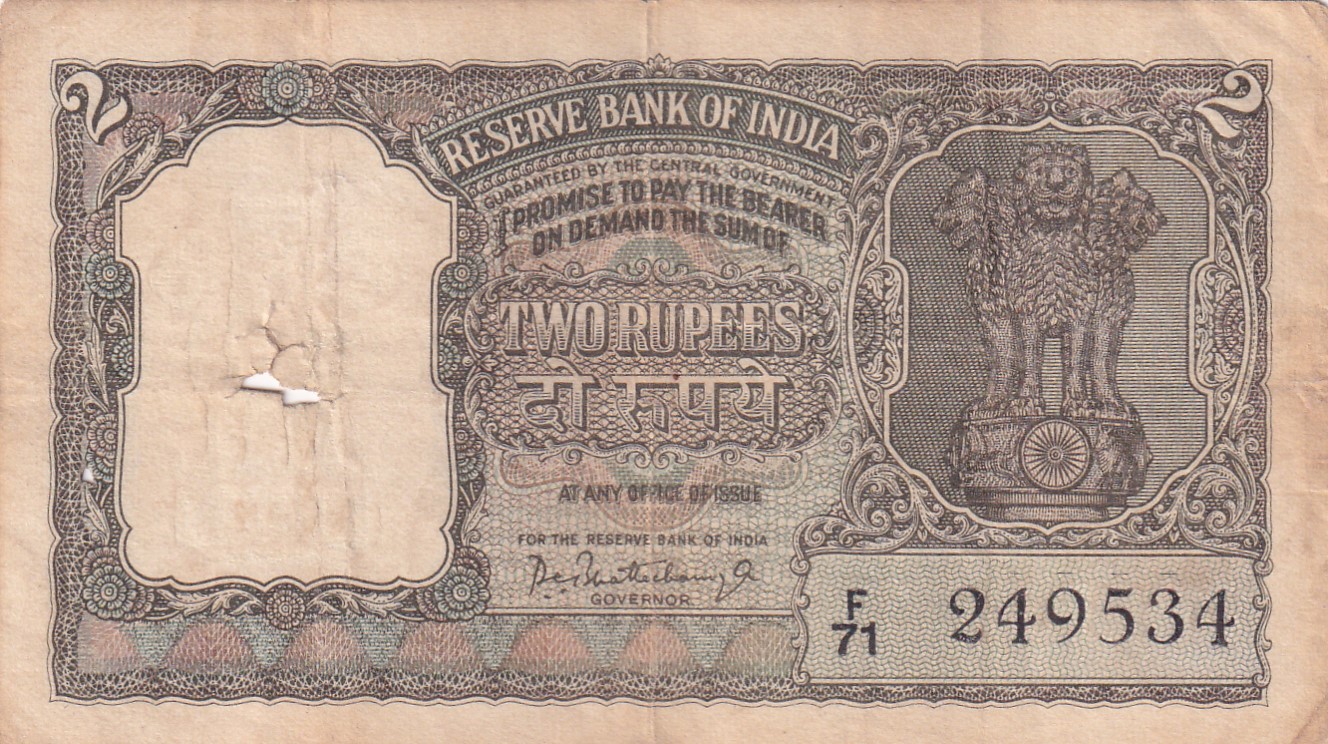 २
2
RESERVE BANK OF INDIA
GUARANTEED BY THE CENTRAL GOVERNMENT
I PROMISE TO PAY THE BEARER
ON DEMAND THE SUM OF
TWO RUPEES
दो रूपये
AT ANY OFFICE OF ISSUE
FOR THE RESERVE BANK OF INDIA
GOVERNOR
F
71
249534